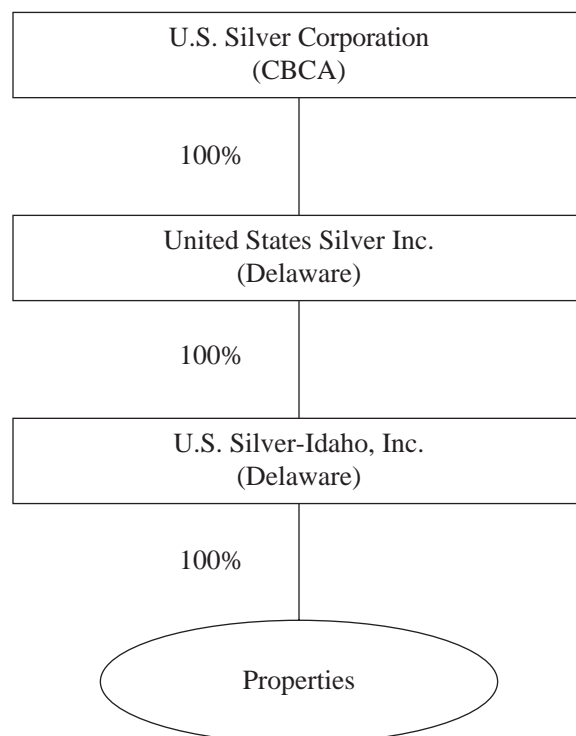 U.S. Silver Corporation
(CBCA)
100%
United States Silver Inc.
(Delaware)
100%
U.S. Silver-Idaho, Inc.
(Delaware)
100%
Properties